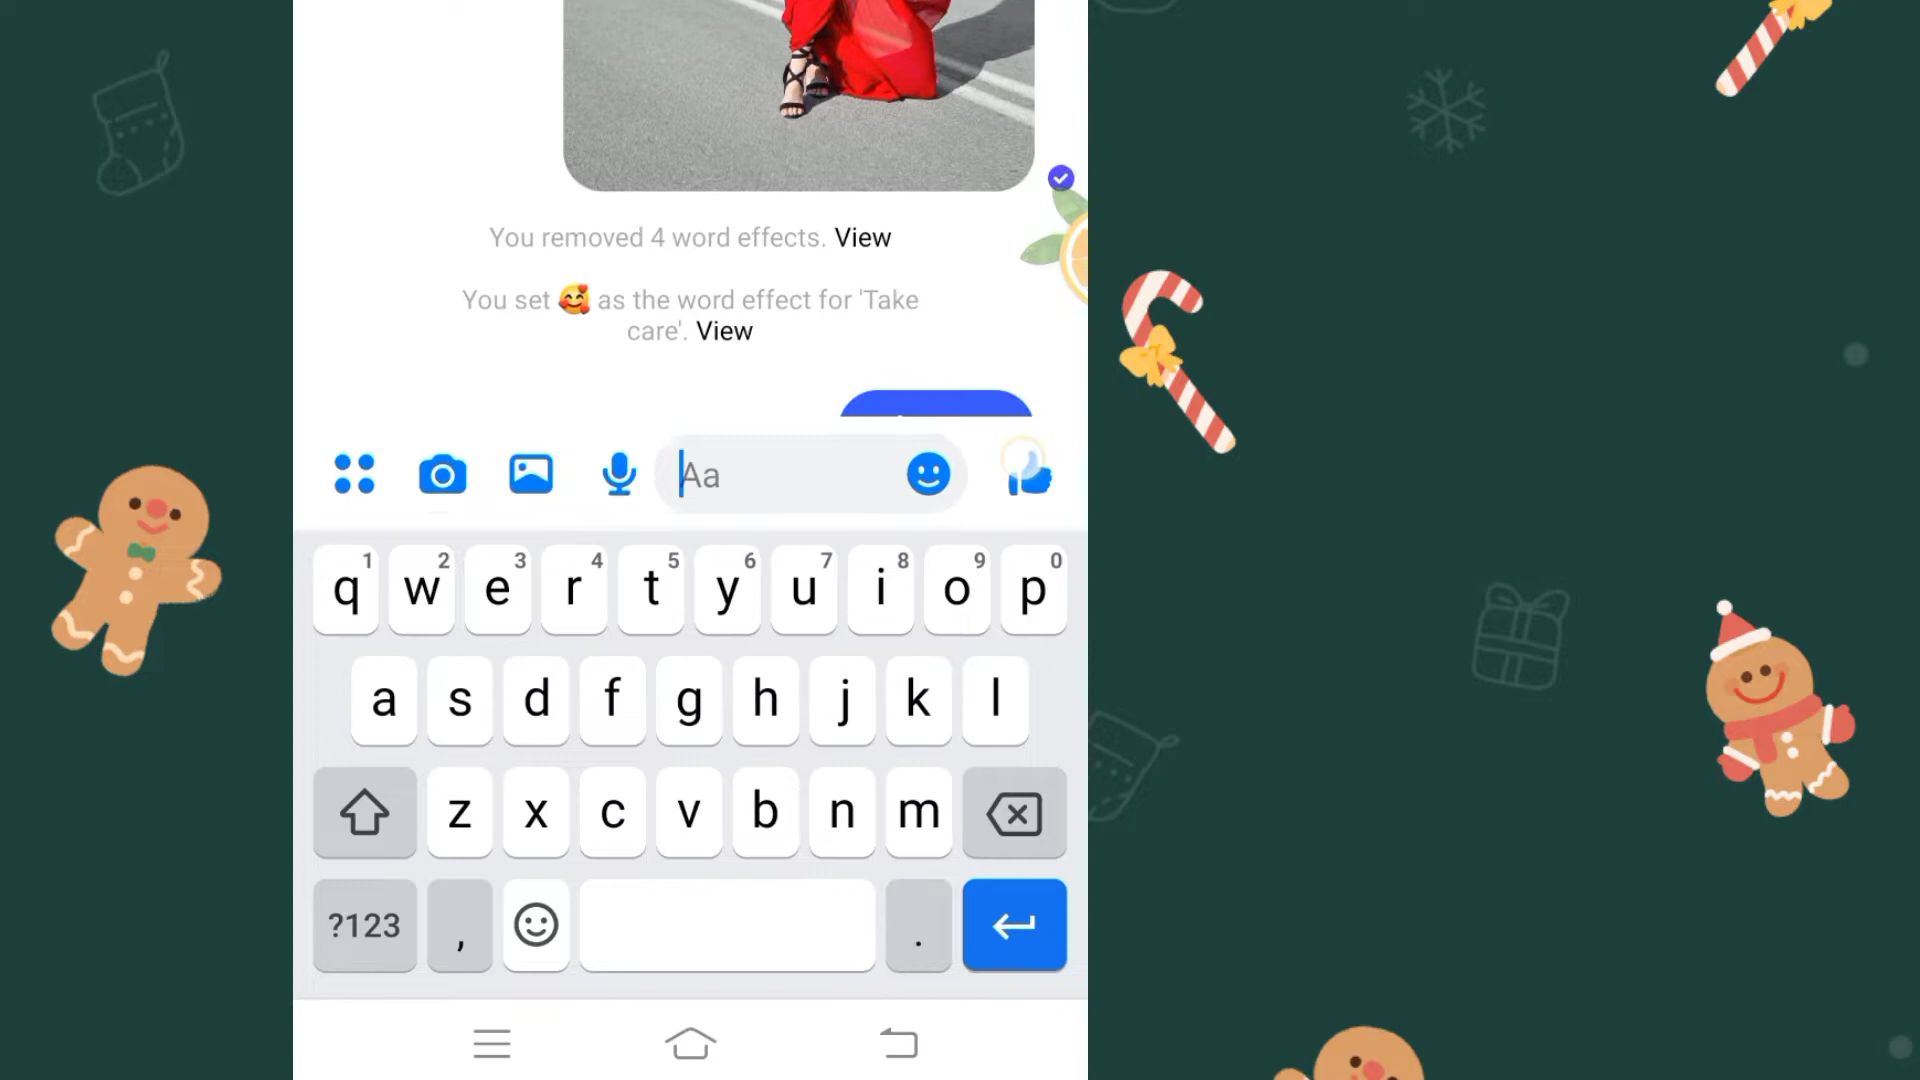 You removed 4 word effects. View
You set 🥰 as the word effect for 'Take
care'. View
Aa
1 2 3 4 5 6 7 8 9 0
q w e r t y u i o p
a s d f g h j k l
z x c v b n m
?123 , .